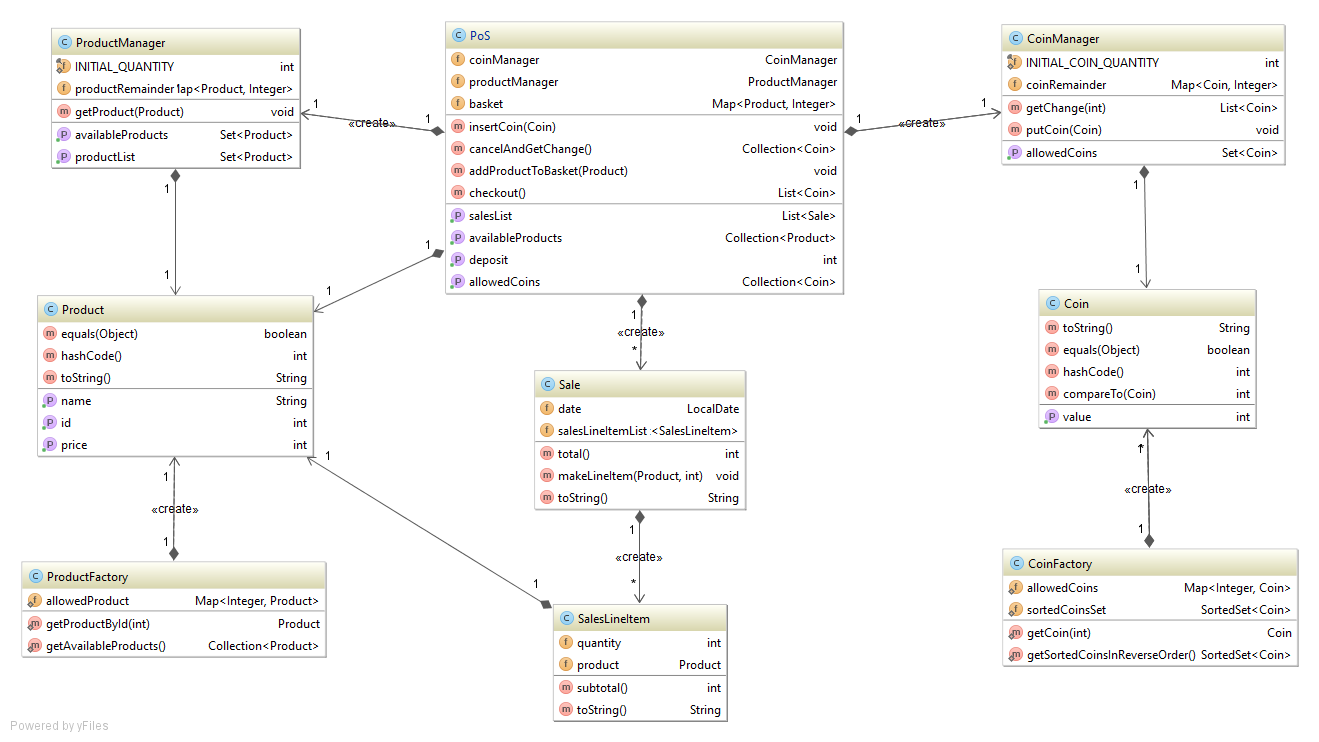 ProductManager
INITIAL_QUANTITY int
productRemainder Map<Product, Integer>
getProduct(Product) void
availableProducts Set<Product>
productList Set<Product>
PoS
coinManager CoinManager
productManager ProductManager
basket Map<Product, Integer>
insertCoin(Coin) void
cancelAndGetChange() Collection<Coin>
addProductToBasket(Product) void
checkout() List<Coin>
salesList List<Sale>
availableProducts Collection<Product>
deposit int
allowedCoins Collection<Coin>
CoinManager
INITIAL_COIN_QUANTITY int
coinRemainder Map<Coin, Integer>
getChange(int) List<Coin>
putCoin(Coin) void
allowedCoins Set<Coin>
1 «create» 1
1 «create» 1
1
1
1
1
1
«create»
*
1
1
Product
equals(Object) boolean
hashCode() int
toString() String
name String
id int
price int
Sale
date LocalDate
salesLineItemList :<SalesLineItem>
total() int
makeLineItem(Product, int) void
toString() String
Coin
toString() String
equals(Object) boolean
hashCode() int
compareTo(Coin) int
value int
1
«create»
1
1
1
1
«create»
*
*
«create»
1
ProductFactory
allowedProduct Map<Integer, Product>
getProductById(int) Product
getAvailableProducts() Collection<Product>
SalesLineItem
quantity int
product Product
subtotal() int
toString() String
CoinFactory
allowedCoins Map<Integer, Coin>
sortedCoinsSet SortedSet<Coin>
getCoin(int) Coin
getSortedCoinsInReverseOrder() SortedSet<Coin>
Powered by yFiles